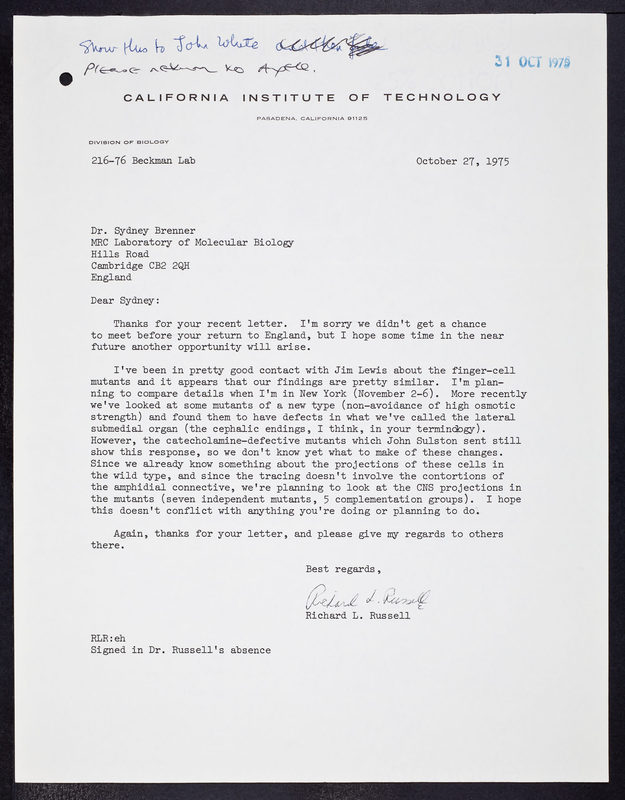 Show this to John White
Please return to
31 OCT 1975
CALIFORNIA INSTITUTE OF TECHNOLOGY
PASADENA, CALIFORNIA 91125
DIVISION OF BIOLOGY
216-76 Beckman Lab
October 27, 1975
Dr. Sydney Brenner
MRC Laboratory of Molecular Biology
Hills Road
Cambridge CB2 2QH
England
Dear Sydney:
Thanks for your recent letter. I'm sorry we didn't get a chance
to meet before your return to England, but I hope some time in the near
future another opportunity will arise.
I've been in pretty good contact with Jim Lewis about the finger-cell
mutants and it appears that our findings are pretty similar. I'm plan-
ning to compare details when I'm in New York (November 2-6). More recently
we've looked at some mutants of a new type (non-avoidance of high osmotic
strength) and found them to have defects in what we've called the lateral
submedial organ (the cephalic endings, I think, in your terminology).
However, the catecholamine-defective mutants which John Sulston sent still
show this response, so we don't know yet what to make of these changes.
Since we already know something about the projections of these cells in
the wild type, and since the tracing doesn't involve the contortions of
the amphidial connective, we're planning to look at the CNS projections in
the mutants (seven independent mutants, 5 complementation groups). I hope
this doesn't conflict with anything you're doing or planning to do.
Again, thanks for your letter, and please give my regards to others
there.
Best regards,
Richard L. Russell
Richard L. Russell
RLR:eh
Signed in Dr. Russell's absence